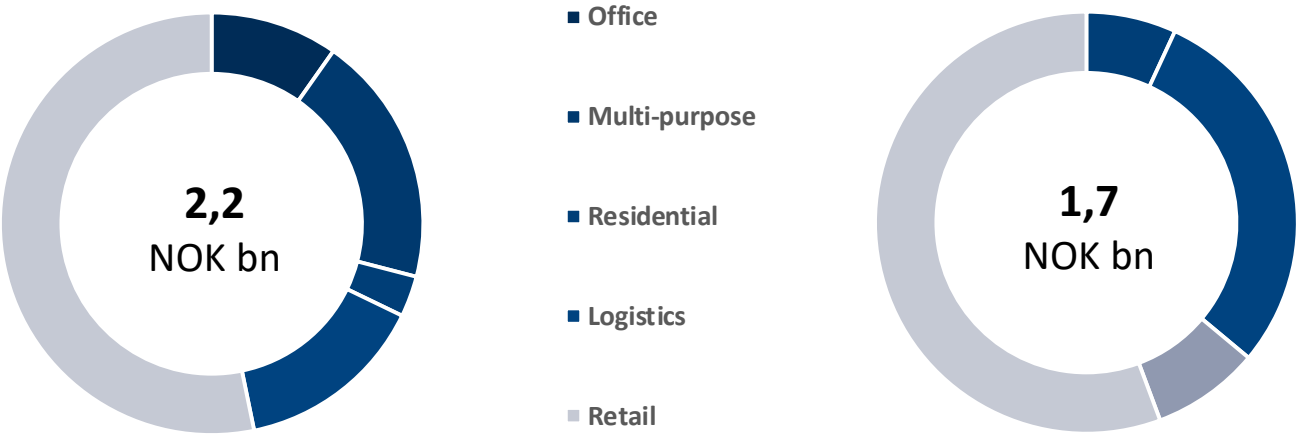 2,2
NOK bn
Office
Multi-purpose
Residential
Logistics
Retail
1,7
NOK bn